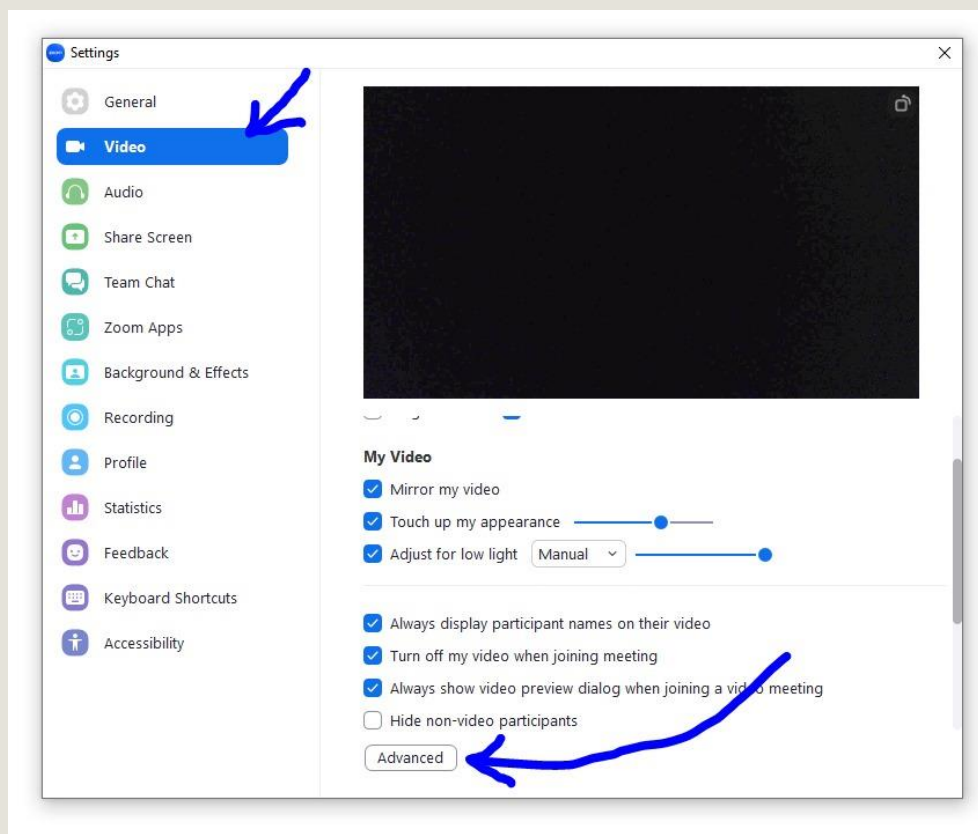 Settings
General
Video
Audio
Share Screen
Team Chat
Zoom Apps
Background & Effects
Recording
Profile
Statistics
Feedback
Keyboard Shortcuts
Accessibility
My Video
Mirror my video
Touch up my appearance
Adjust for low light Manual
Always display participant names on their video
Turn off my video when joining meeting
Always show video preview dialog when joining a video meeting
Hide non-video participants
Advanced